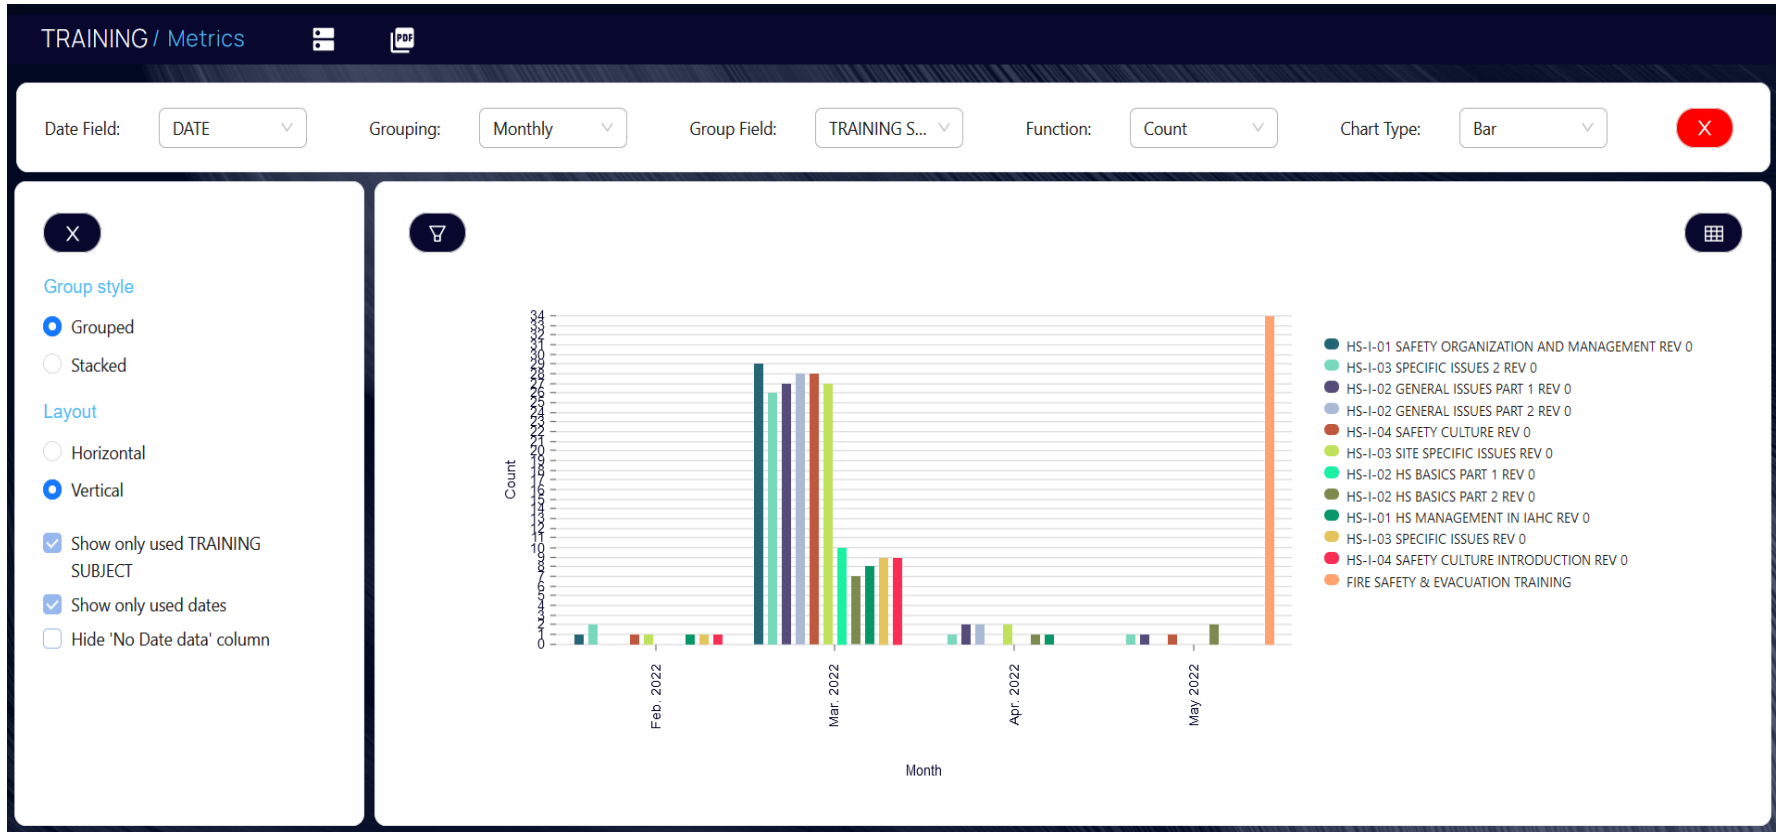 TRAINING / Metrics
PDF
Date Field: DATE Grouping: Monthly Group Field: TRAINING S... Function: Count Chart Type: Bar X
X
Group style
Grouped
Stacked
Layout
Horizontal
Vertical
Show only used TRAINING
SUBJECT
Show only used dates
Hide 'No Date data' column
34
33
32
31
30
29
28
27
26
25
24
23
22
21
20
19
18
17
16
15
14
13
12
11
10
9
8
7
6
5
4
3
2
1
0
Count
Feb. 2022
Mar. 2022
Apr. 2022
May 2022
Month
HS-I-01 SAFETY ORGANIZATION AND MANAGEMENT REV 0
HS-I-03 SPECIFIC ISSUES 2 REV 0
HS-I-02 GENERAL ISSUES PART 1 REV 0
HS-I-02 GENERAL ISSUES PART 2 REV 0
HS-I-04 SAFETY CULTURE REV 0
HS-I-03 SITE SPECIFIC ISSUES REV 0
HS-I-02 HS BASICS PART 1 REV 0
HS-I-02 HS BASICS PART 2 REV 0
HS-I-01 HS MANAGEMENT IN IAHC REV 0
HS-I-03 SPECIFIC ISSUES REV 0
HS-I-04 SAFETY CULTURE INTRODUCTION REV 0
FIRE SAFETY & EVACUATION TRAINING